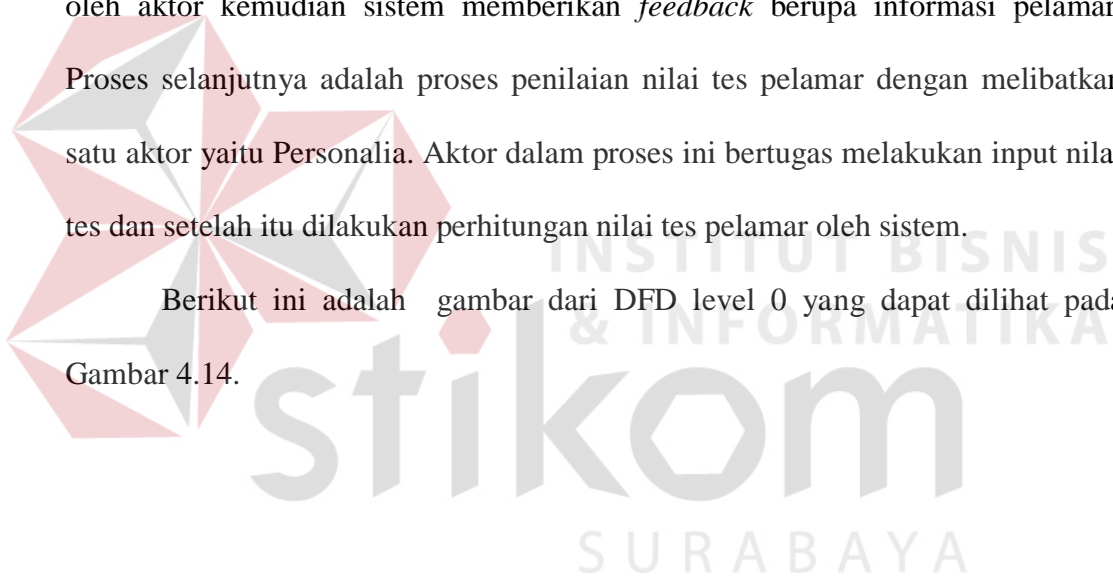 oleh aktor kemudian sistem memberikan feedback berupa informasi pelamar
Proses selanjutnya adalah proses penilaian nilai tes pelamar dengan melibatkan
satu aktor yaitu Personalia. Aktor dalam proses ini bertugas melakukan input nilai
tes dan setelah itu dilakukan perhitungan nilai tes pelamar oleh sistem.
INSTITUT BISNIS
Berikut ini adalah gambar dari DFD level 0 yang dapat dilihat pada
& INFORMATIKA
Gambar 4.14.
stikom
SURABAYA